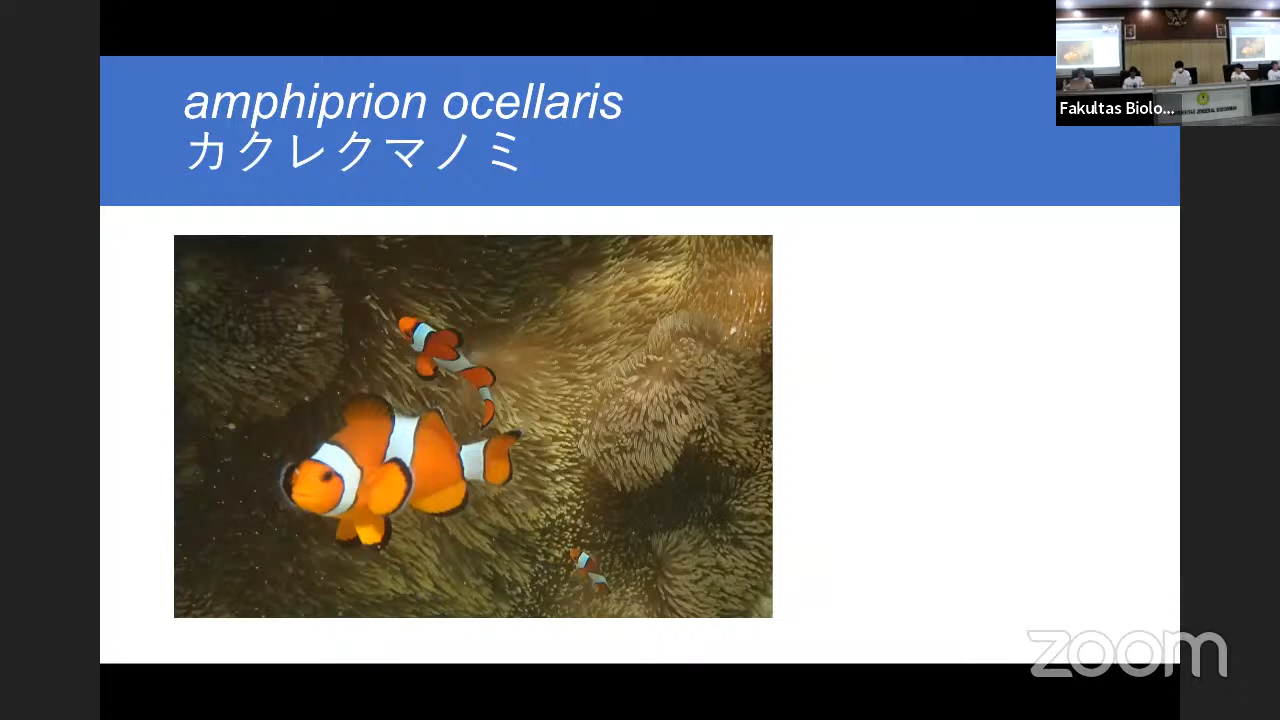 amphiprion ocellaris
カクレクマノミ
Fakultas Biolo...
zoom